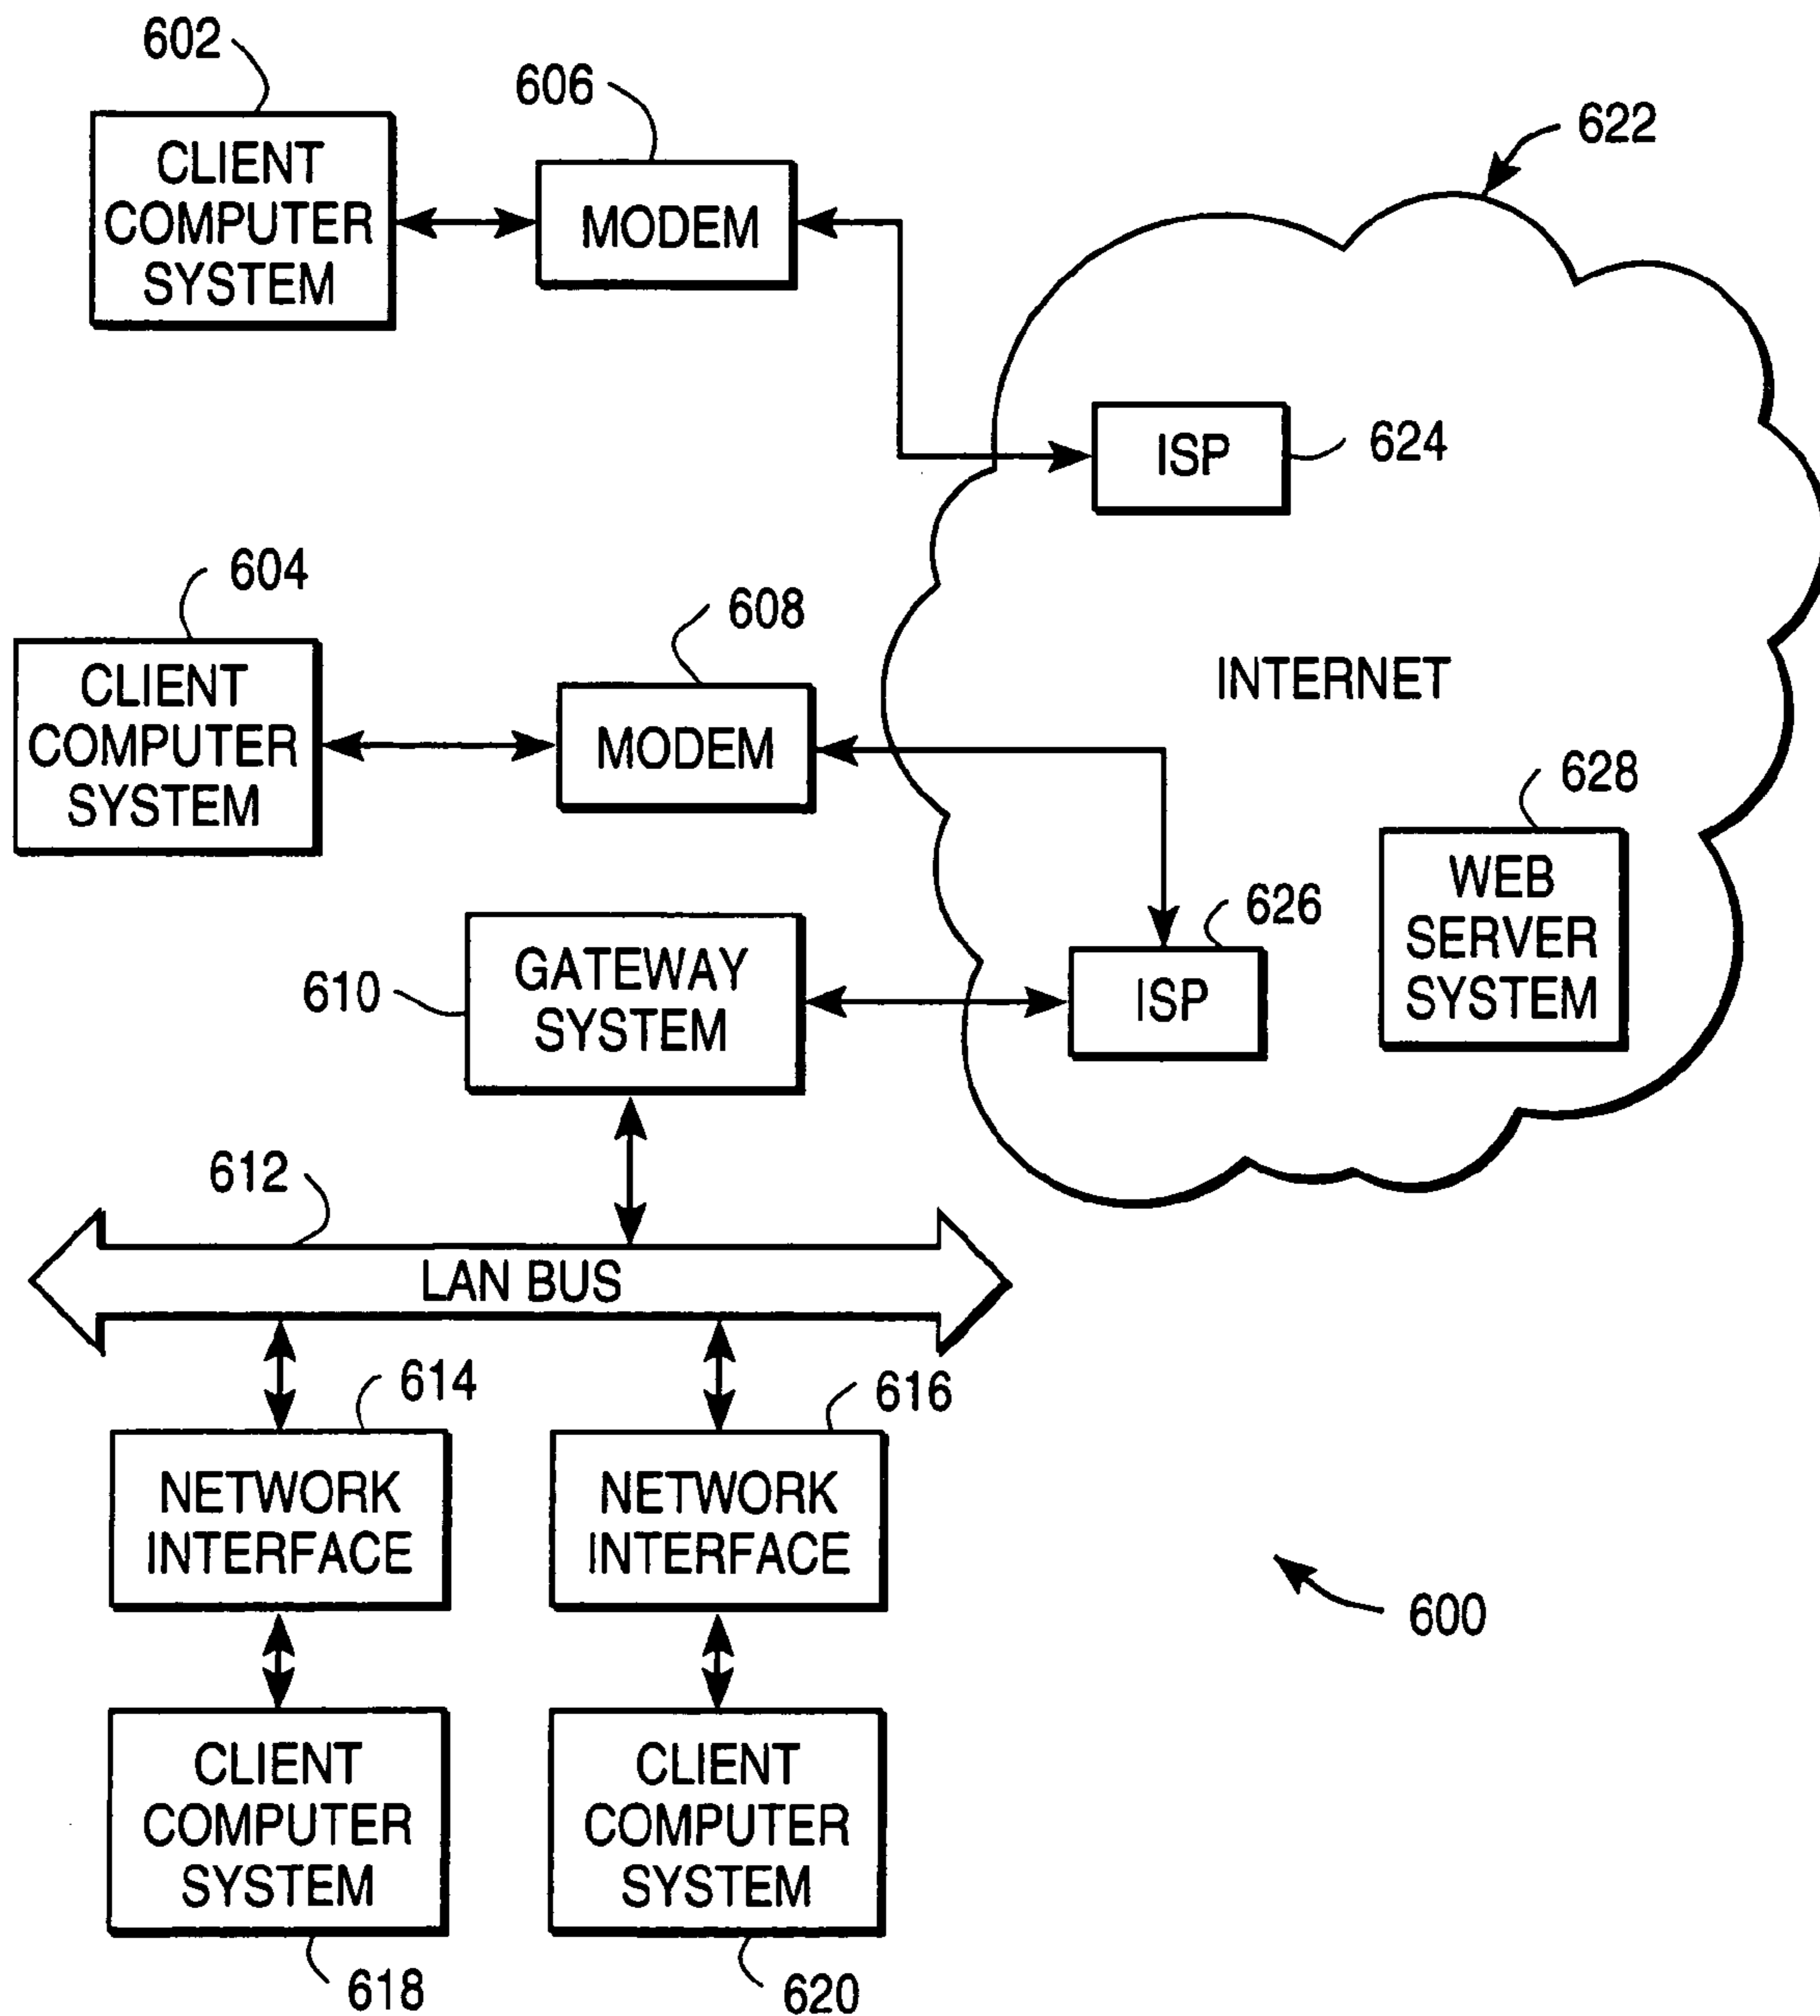 602
606
622
CLIENT
COMPUTER
SYSTEM
MODEM
ISP
624
604
608
CLIENT
COMPUTER
SYSTEM
MODEM
INTERNET
628
WEB
SERVER
SYSTEM
626
610
GATEWAY
SYSTEM
ISP
612
LAN BUS
614
616
NETWORK
INTERFACE
NETWORK
INTERFACE
600
CLIENT
COMPUTER
SYSTEM
CLIENT
COMPUTER
SYSTEM
618
620